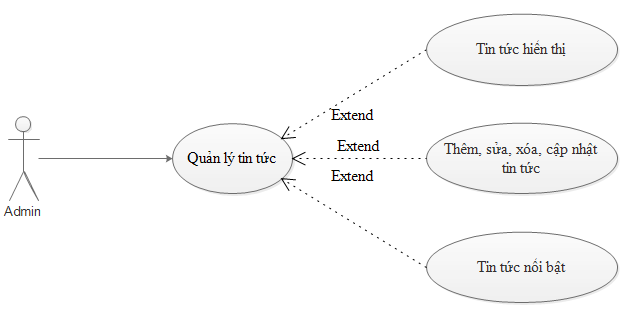 Tin tức hiển thị
Extend
Extend
Thêm, sửa, xóa, cập nhật
tin tức
Quản lý tin tức
Extend
Admin
Tin tức nổi bật